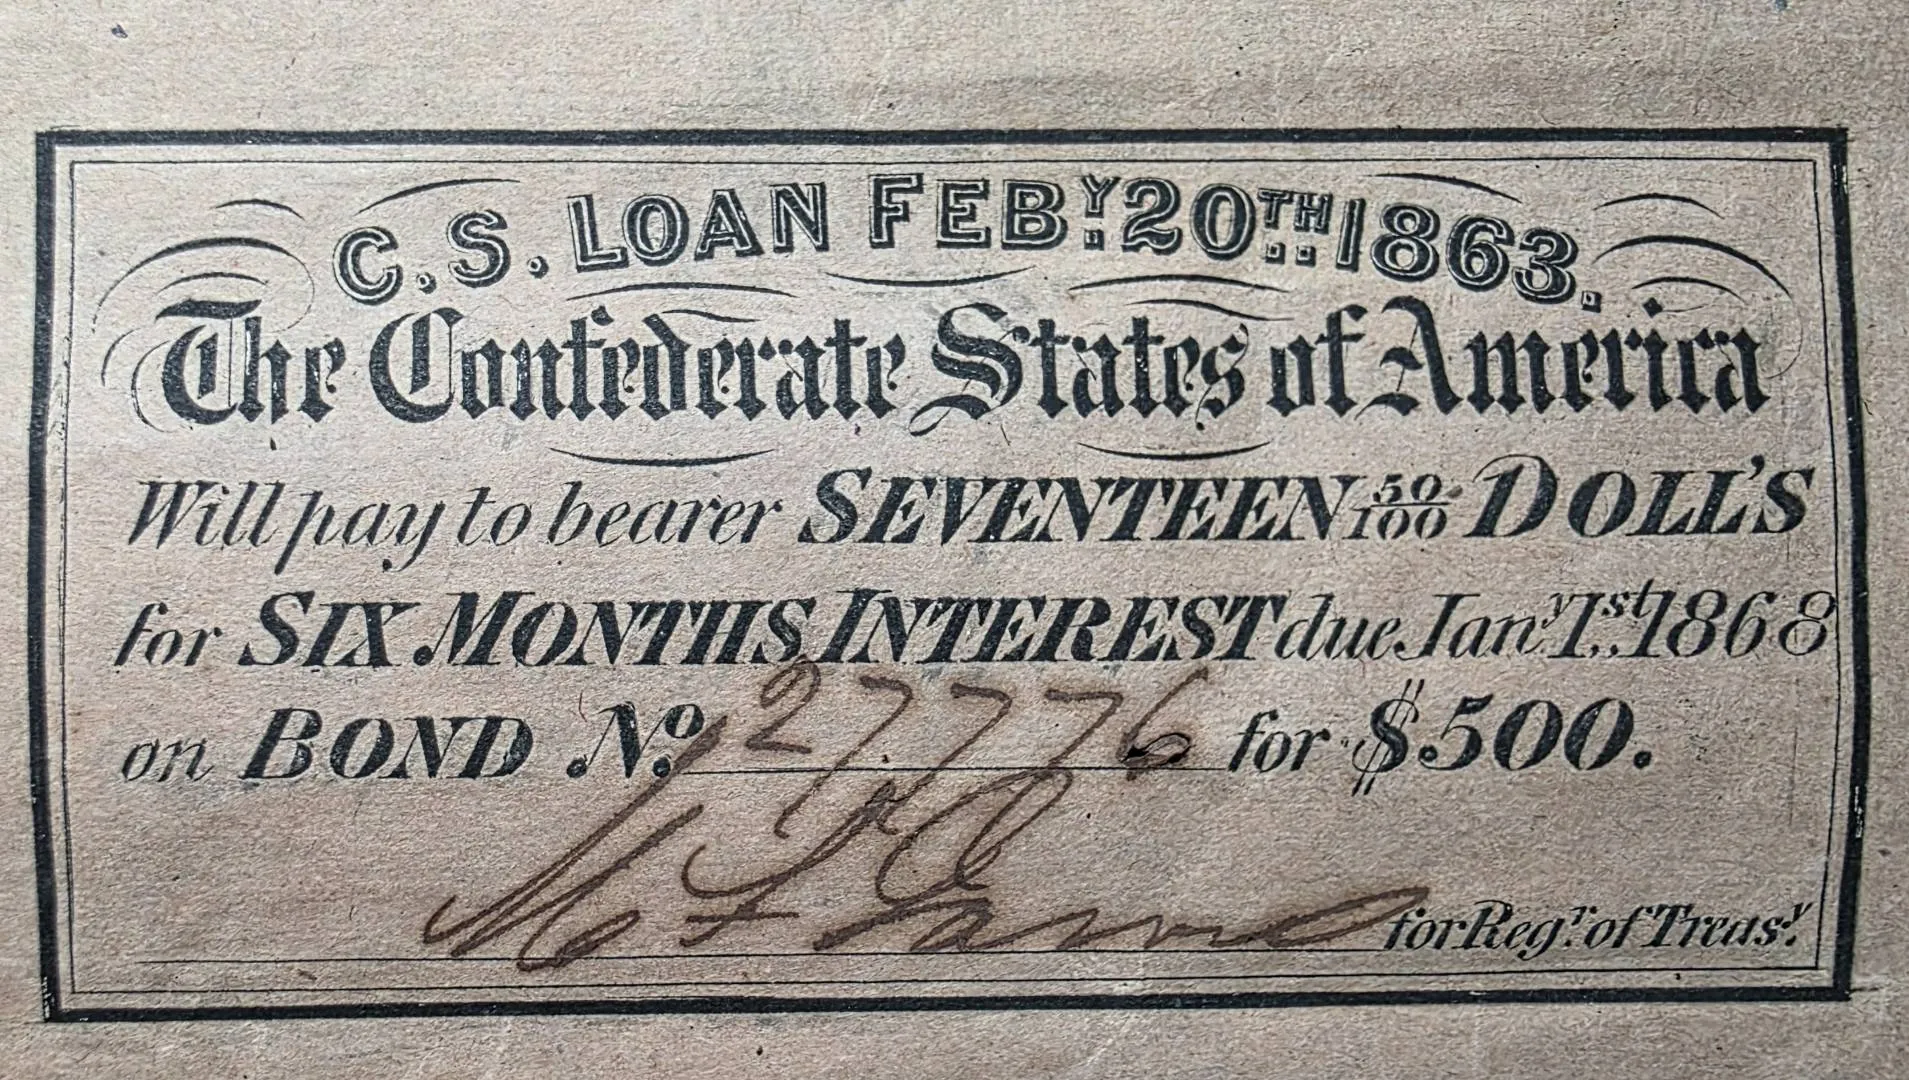 C. S. LOAN FEBY. 20TH. 1863.
The Confederate States of America
Will pay to bearer SEVENTEEN 50/100 DOLL'S
for SIX MONTHS INTEREST due Jany. 1st. 1868
on BOND No. 27776 for $500.
for Regr. of Treasy.